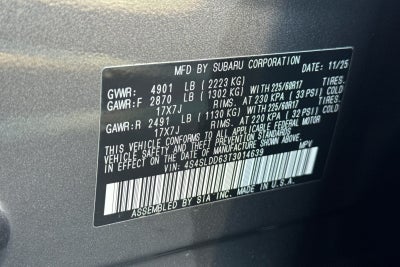 MFD BY SUBARU CORPORATION DATE: 11/25
GVWR: 4901 LB (2223 KG)
GAWR:F 2870 LB (1302 KG) WITH 225/60R17 TIRES.
17X7J RIMS. AT 230 KPA ( 33 PSI) COLD
GAWR:R 2491 LB (1130 KG) WITH 225/60R17 TIRES.
17X7J RIMS. AT 220 KPA ( 32 PSI) COLD
THIS VEHICLE CONFORMS TO ALL APPLICABLE FEDERAL MOTOR
VEHICLE SAFETY AND THEFT PREVENTION STANDARDS
IN EFFECT ON THE DATE OF MANUFACTURE SHOWN ABOVE.
VIN: 4S4SLDD63T3014639 MPV
ASSEMBLED BY STA INC. MADE IN U.S.A.